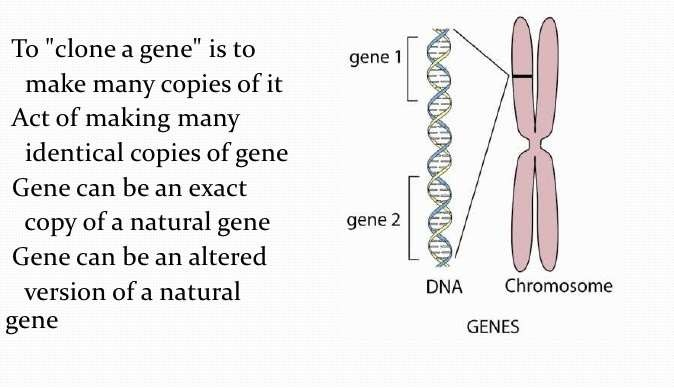 To "clone a gene" is to
make many copies of it
Act of making many
identical copies of gene
Gene can be an exact
copy of a natural gene
Gene can be an altered
version of a natural
gene
gene 1
gene 2
DNA
Chromosome
GENES